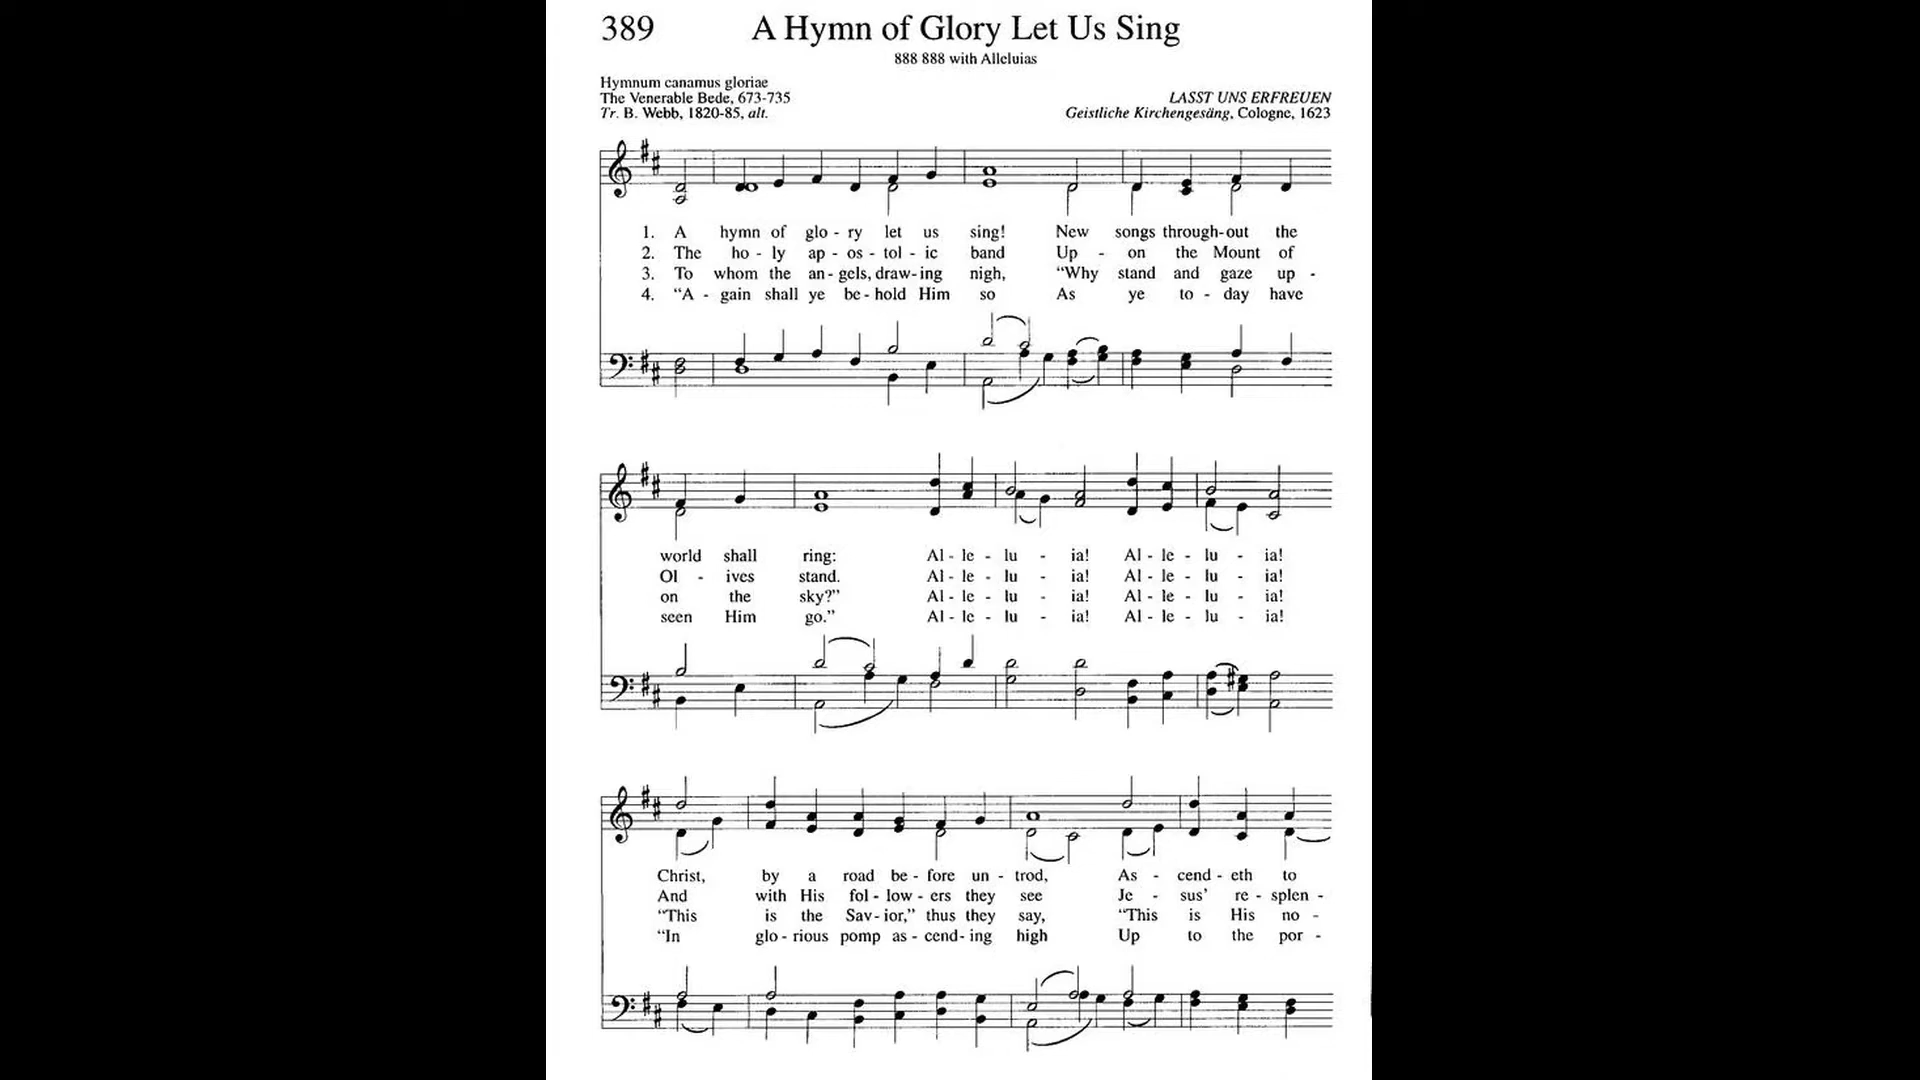 389 A Hymn of Glory Let Us Sing
888 888 with Alleluias
Hymnum canamus gloriae
The Venerable Bede, 673-735 LASST UNS ERFREUEN
Tr. B. Webb, 1820-85, alt. Geistliche Kirchengesäng, Cologne, 1623
1. A hymn of glo - ry let us sing! New songs through-out the
2. The ho - ly ap - os - tol - ic band Up - on the Mount of
3. To whom the an - gels, draw - ing nigh, “Why stand and gaze up -
4. “A - gain shall ye be - hold Him so As ye to - day have
world shall ring: Al - le - lu - ia! Al - le - lu - ia!
Ol - ives stand. Al - le - lu - ia! Al - le - lu - ia!
on the sky?” Al - le - lu - ia! Al - le - lu - ia!
seen Him go.” Al - le - lu - ia! Al - le - lu - ia!
Christ, by a road be - fore un - trod, As - cend - eth to
And with His fol - low - ers they see Je - sus’ re - splen -
“This is the Sav - ior,” thus they say, “This is His no -
“In glo - rious pomp as - cend - ing high Up to the por -